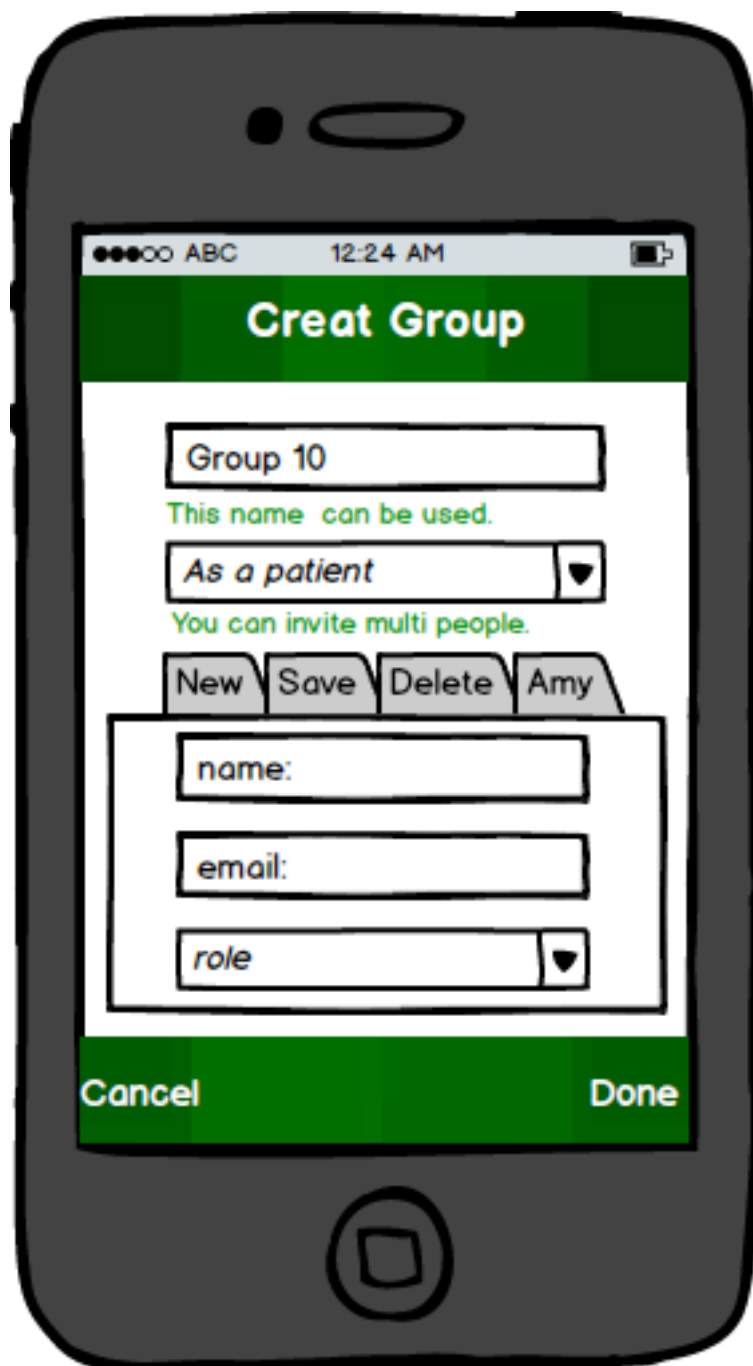 ABC 12:24 AM
Creat Group
Group 10
This name can be used.
As a patient
You can invite multi people.
New Save Delete Amy
name:
email:
role
Cancel Done